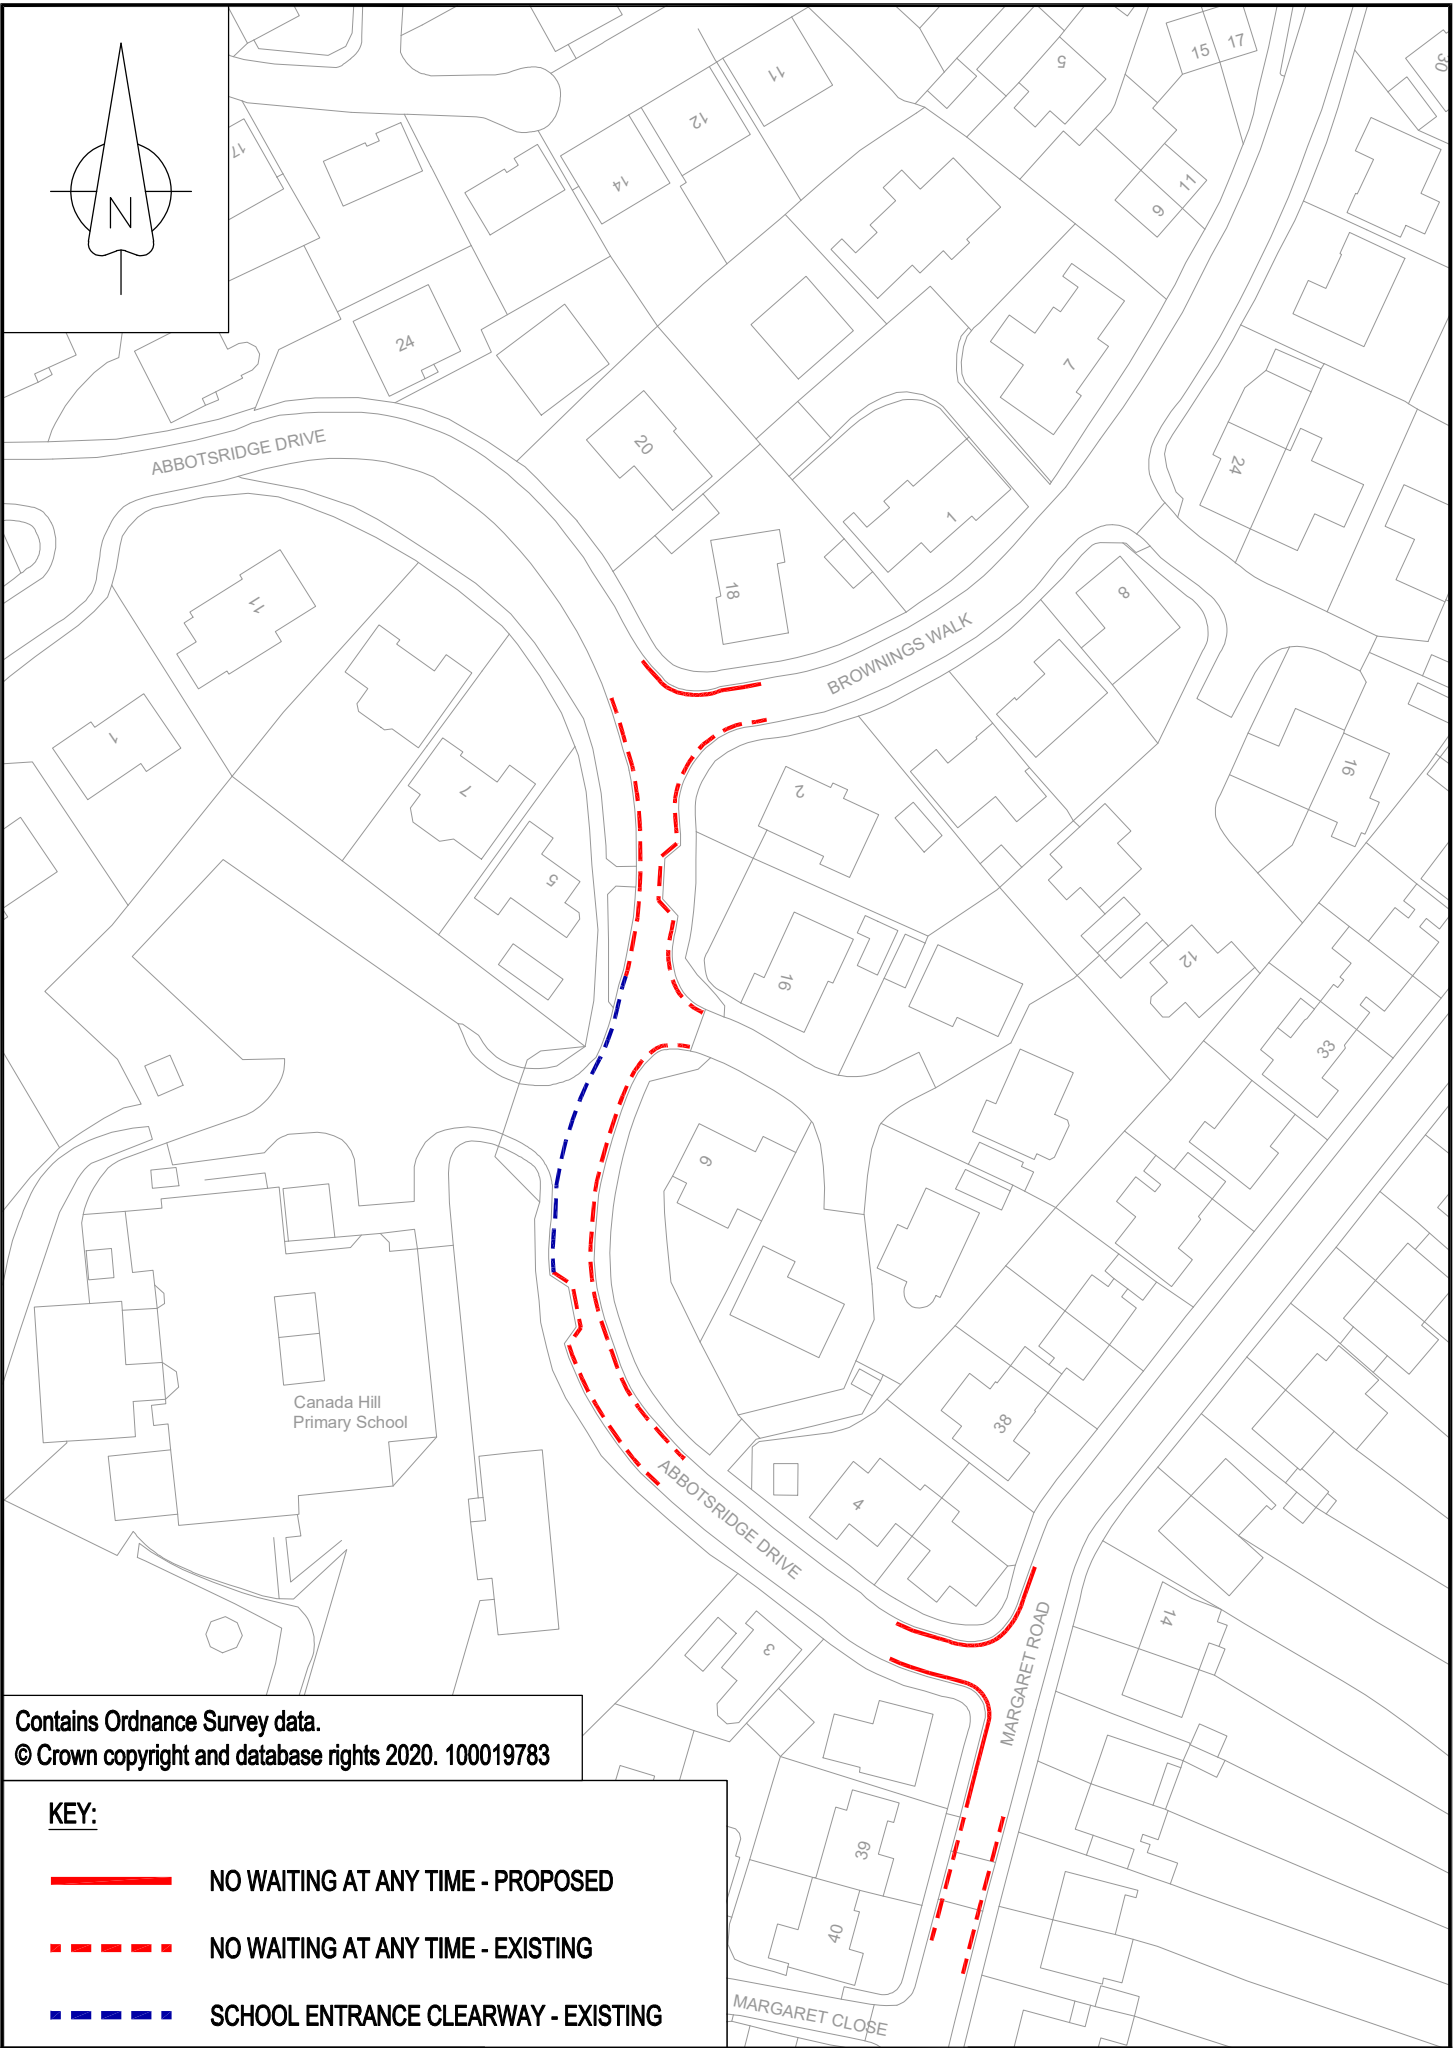 N
11
12
14
17
5
15
17
30
11
9
24
7
20
ABBOTSRIDGE DRIVE
24
1
18
11
8
BROWNINGS WALK
1
7
2
16
5
16
12
33
9
Canada Hill
Primary School
38
ABBOTSRIDGE DRIVE
4
MARGARET ROAD
14
3
39
40
MARGARET CLOSE
Contains Ordnance Survey data.
© Crown copyright and database rights 2020. 100019783
KEY:
NO WAITING AT ANY TIME - PROPOSED
NO WAITING AT ANY TIME - EXISTING
SCHOOL ENTRANCE CLEARWAY - EXISTING